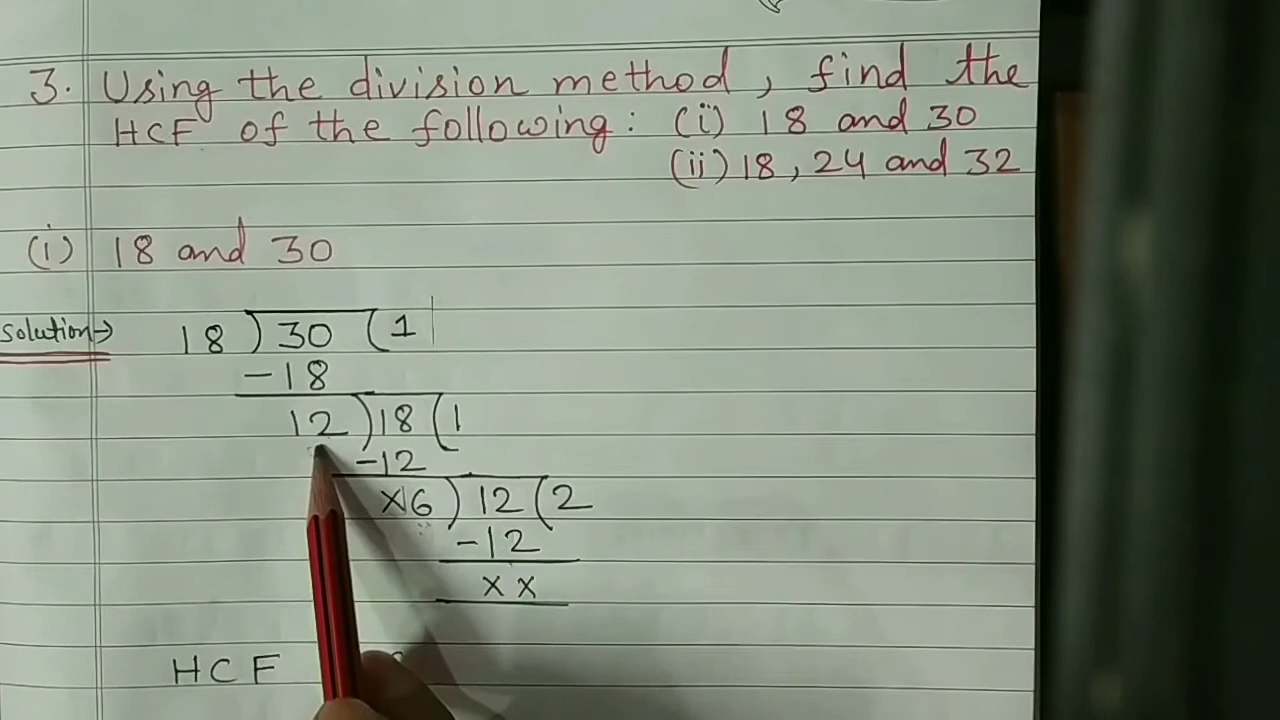 3. Using the division method, find the
HCF of the following: (i) 18 and 30
(ii) 18, 24 and 32
(i) 18 and 30
Solution→ 18 ) 30 ( 1
-18
12 ) 18 ( 1
-12
×6 ) 12 ( 2
-12
× ×
HCF